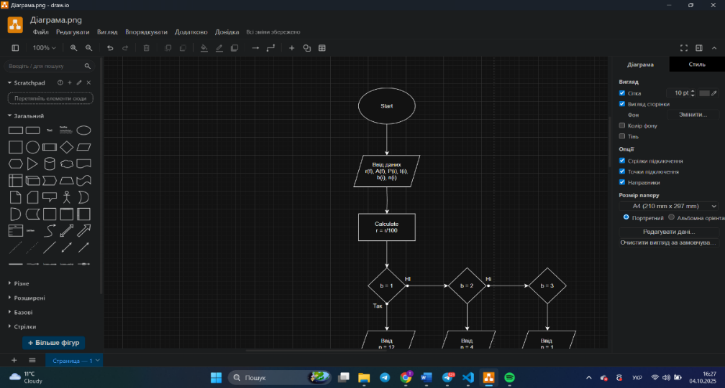 Діаграма.png - draw.io
Діаграма.png
Файл Редагувати Вигляд Впорядкувати Додатково Довідка Всі зміни збережено
100%
Введіть / для пошуку
Scratchpad
Перетягніть елементи сюди
Загальний
Різне
Розширені
Базові
Стрілки
+ Більше фігур
Start
Ввід даних
Calculate
r = i/100
b = 1
Ні
b = 2
Ні
b = 3
Так
Ввід
n = 12
Ввід
n = 4
Ввід
n = 1
Діаграма
Стиль
Вигляд
Сітка
10 pt
Вигляд сторінки
Фон
Змінити...
Колір фону
Тінь
Опції
Стрілки підключення
Точки підключення
Напрямники
Розмір паперу
A4 (210 mm x 297 mm)
Портретний
Альбомна орієнта
Редагувати дані...
Очистити вигляд за замовчува...
Сторінка — 1
11°C
Cloudy
Пошук
УКР
16:27
04.10.2025